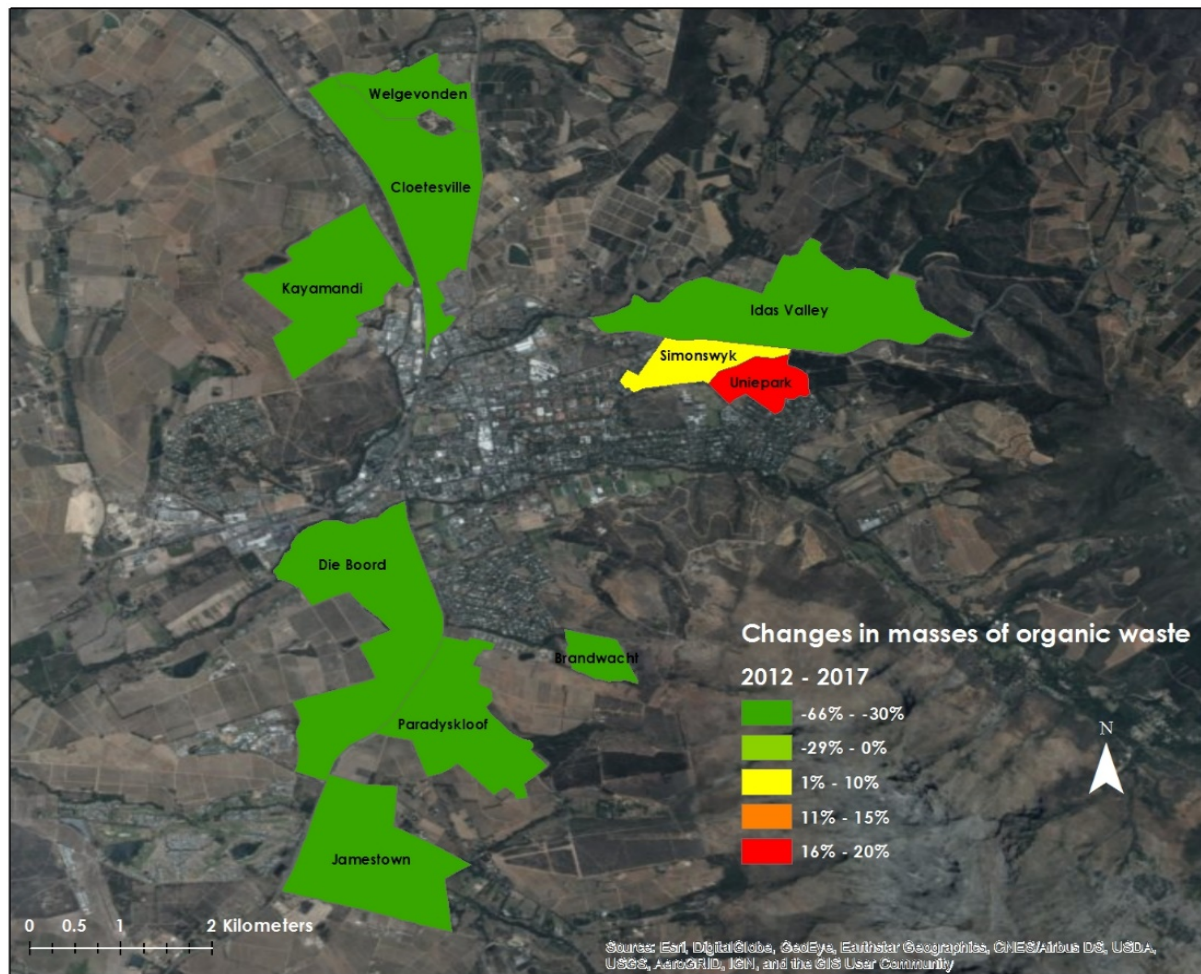 Welgevonden
Cloetesville
Kayamandi
Idas Valley
Simonswyk
Uniepark
Die Boord
Brandwacht
Paradyskloof
Jamestown
Changes in masses of organic waste
2012 - 2017
-66% - -30%
-29% - 0%
1% - 10%
11% - 15%
16% - 20%
N
0 0.5 1 2 Kilometers
Source: Esri, DigitalGlobe, GeoEye, Earthstar Geographics, CNES/Airbus DS, USDA,
USGS, AeroGRID, IGN, and the GIS User Community